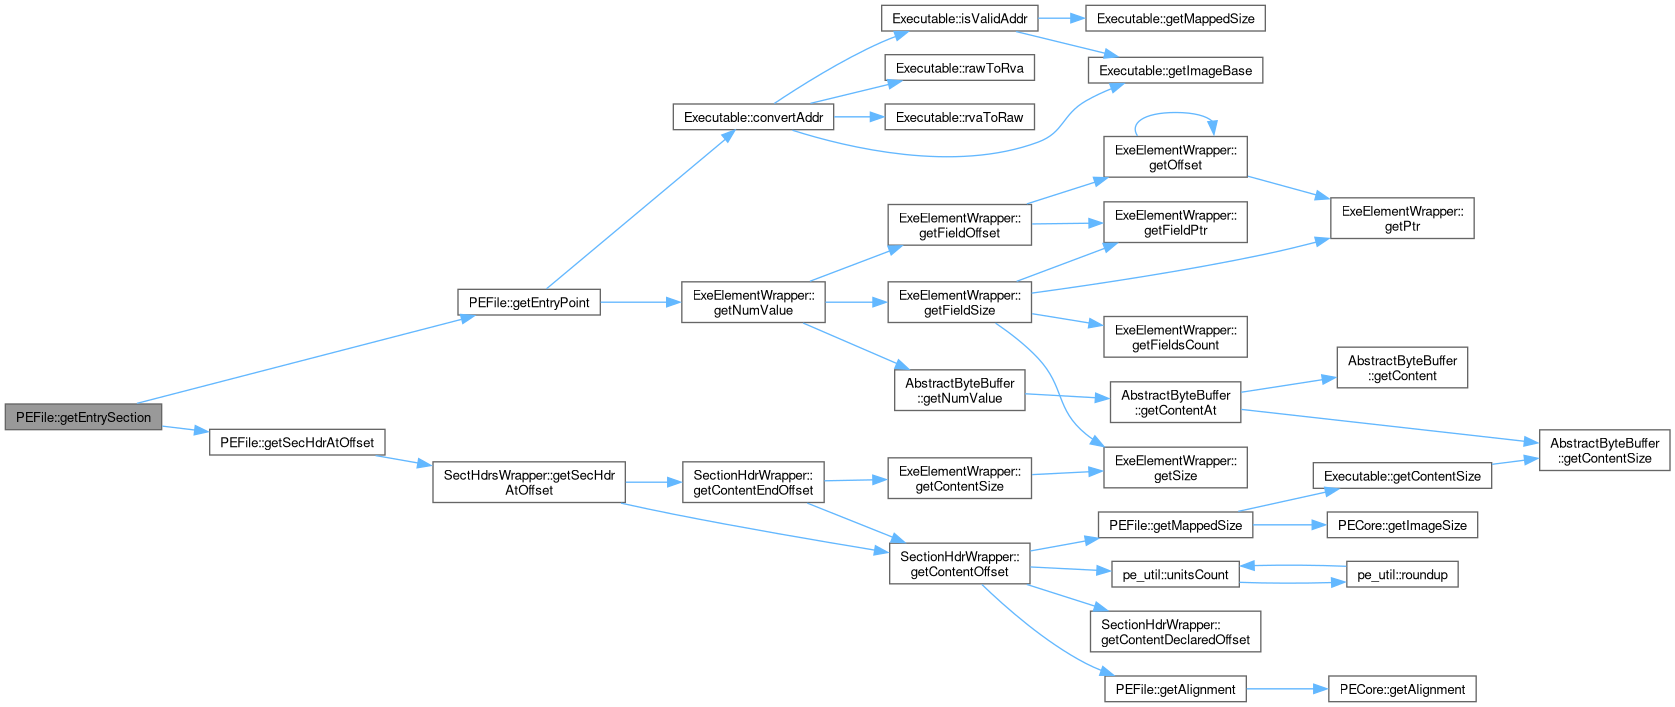 PEFile::getEntrySection
PEFile::getEntryPoint
PEFile::getSecHdrAtOffset
Executable::convertAddr
ExeElementWrapper::
getNumValue
SectHdrsWrapper::getSecHdr
AtOffset
Executable::isValidAddr
Executable::rawToRva
Executable::rvaToRaw
Executable::getMappedSize
Executable::getImageBase
ExeElementWrapper::
getFieldOffset
ExeElementWrapper::
getFieldSize
AbstractByteBuffer
::getNumValue
ExeElementWrapper::
getOffset
ExeElementWrapper::
getFieldPtr
ExeElementWrapper::
getPtr
ExeElementWrapper::
getFieldsCount
AbstractByteBuffer
::getContentAt
AbstractByteBuffer
::getContent
AbstractByteBuffer
::getContentSize
SectionHdrWrapper::
getContentEndOffset
ExeElementWrapper::
getContentSize
ExeElementWrapper::
getSize
SectionHdrWrapper::
getContentOffset
PEFile::getMappedSize
Executable::getContentSize
PECore::getImageSize
pe_util::unitsCount
pe_util::roundup
SectionHdrWrapper::
getContentDeclaredOffset
PEFile::getAlignment
PECore::getAlignment